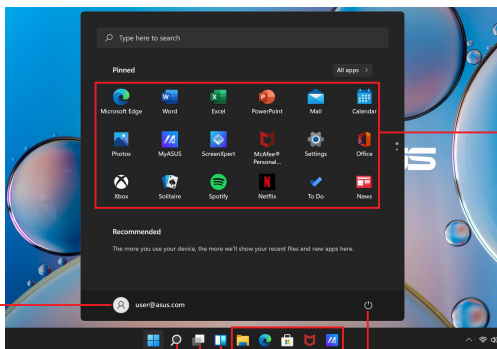 Type here to search
Pinned
All apps >
Microsoft Edge
Word
Excel
PowerPoint
Mail
Calendar
Photos
MyASUS
ScreenXpert
McAfee®
Personal...
Settings
Office
Xbox
Solitaire
Spotify
Netflix
To Do
News
Recommended
The more you use your device, the more we'll show your recent files and new apps here.
user@asus.com